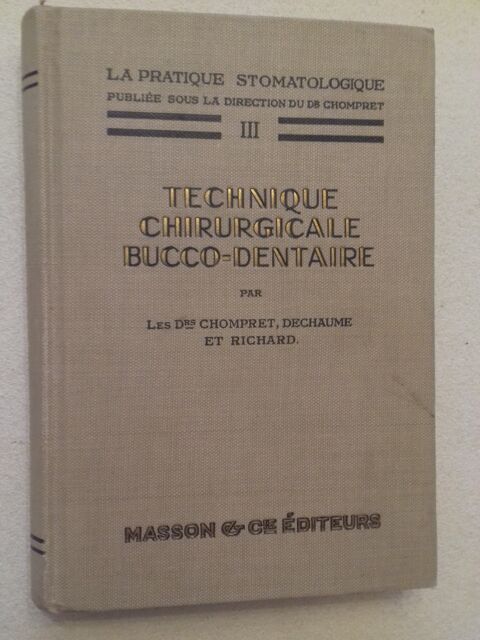 LA PRATIQUE STOMATOLOGIQUE
PUBLIÉE SOUS LA DIRECTION DU DR CHOMPRET
III
TECHNIQUE
CHIRURGICALE
BUCCO-DENTAIRE
PAR
LES DRS CHOMPRET, DECHAUME
ET RICHARD.
MASSON & CIE ÉDITEURS